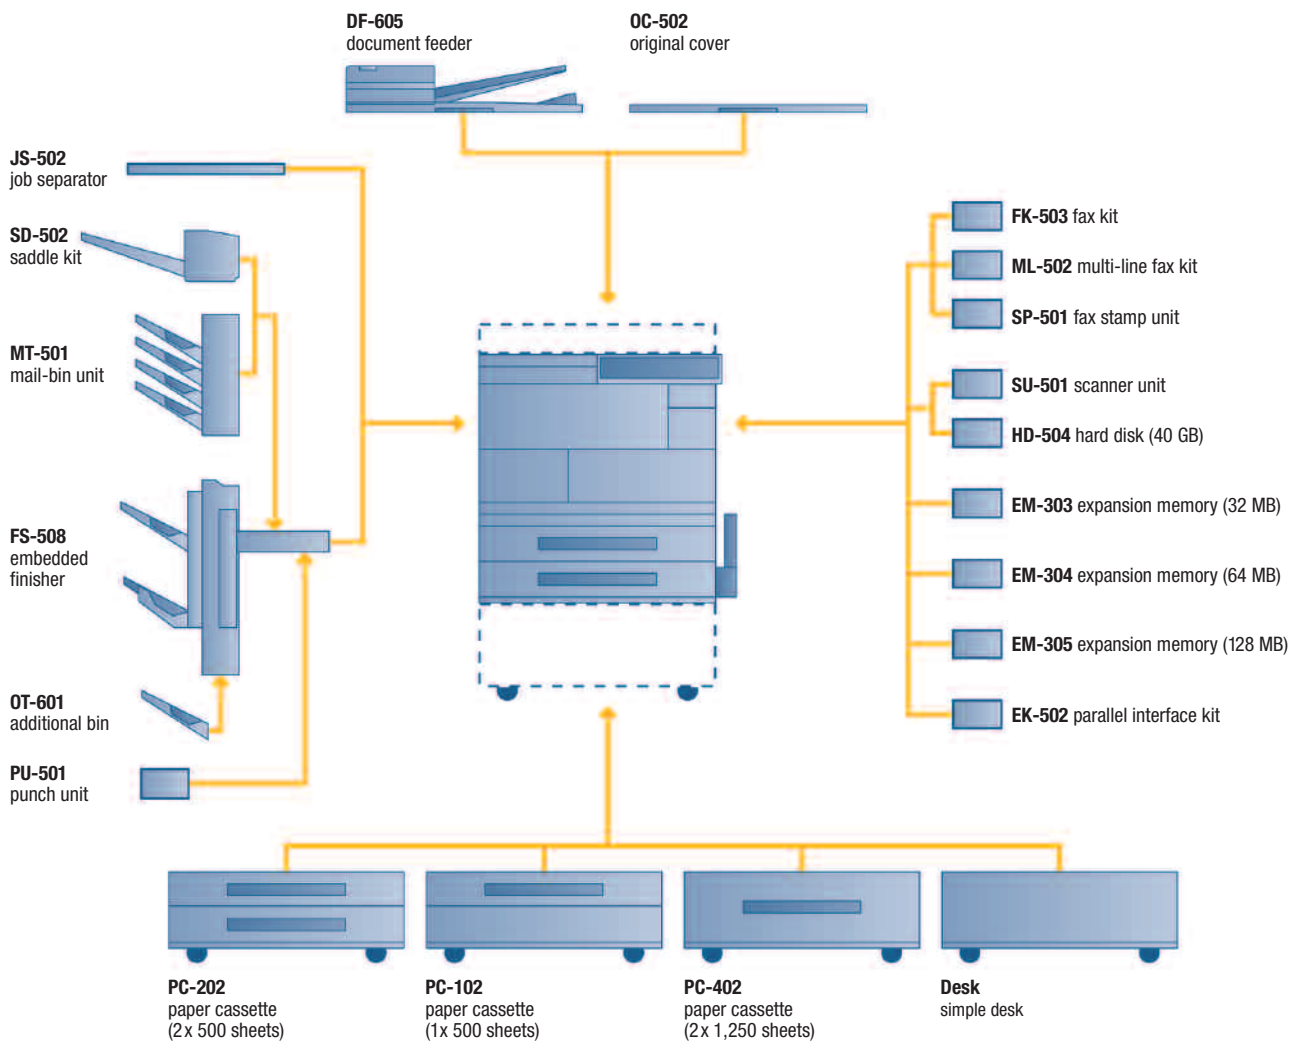 DF-605
document feeder
OC-502
original cover
JS-502
job separator
SD-502
saddle kit
MT-501
mail-bin unit
FS-508
embedded
finisher
OT-601
additional bin
PU-501
punch unit
FK-503 fax kit
ML-502 multi-line fax kit
SP-501 fax stamp unit
SU-501 scanner unit
HD-504 hard disk (40 GB)
EM-303 expansion memory (32 MB)
EM-304 expansion memory (64 MB)
EM-305 expansion memory (128 MB)
EK-502 parallel interface kit
PC-202
paper cassette
(2 x 500 sheets)
PC-102
paper cassette
(1x 500 sheets)
PC-402
paper cassette
(2 x 1,250 sheets)
Desk
simple desk